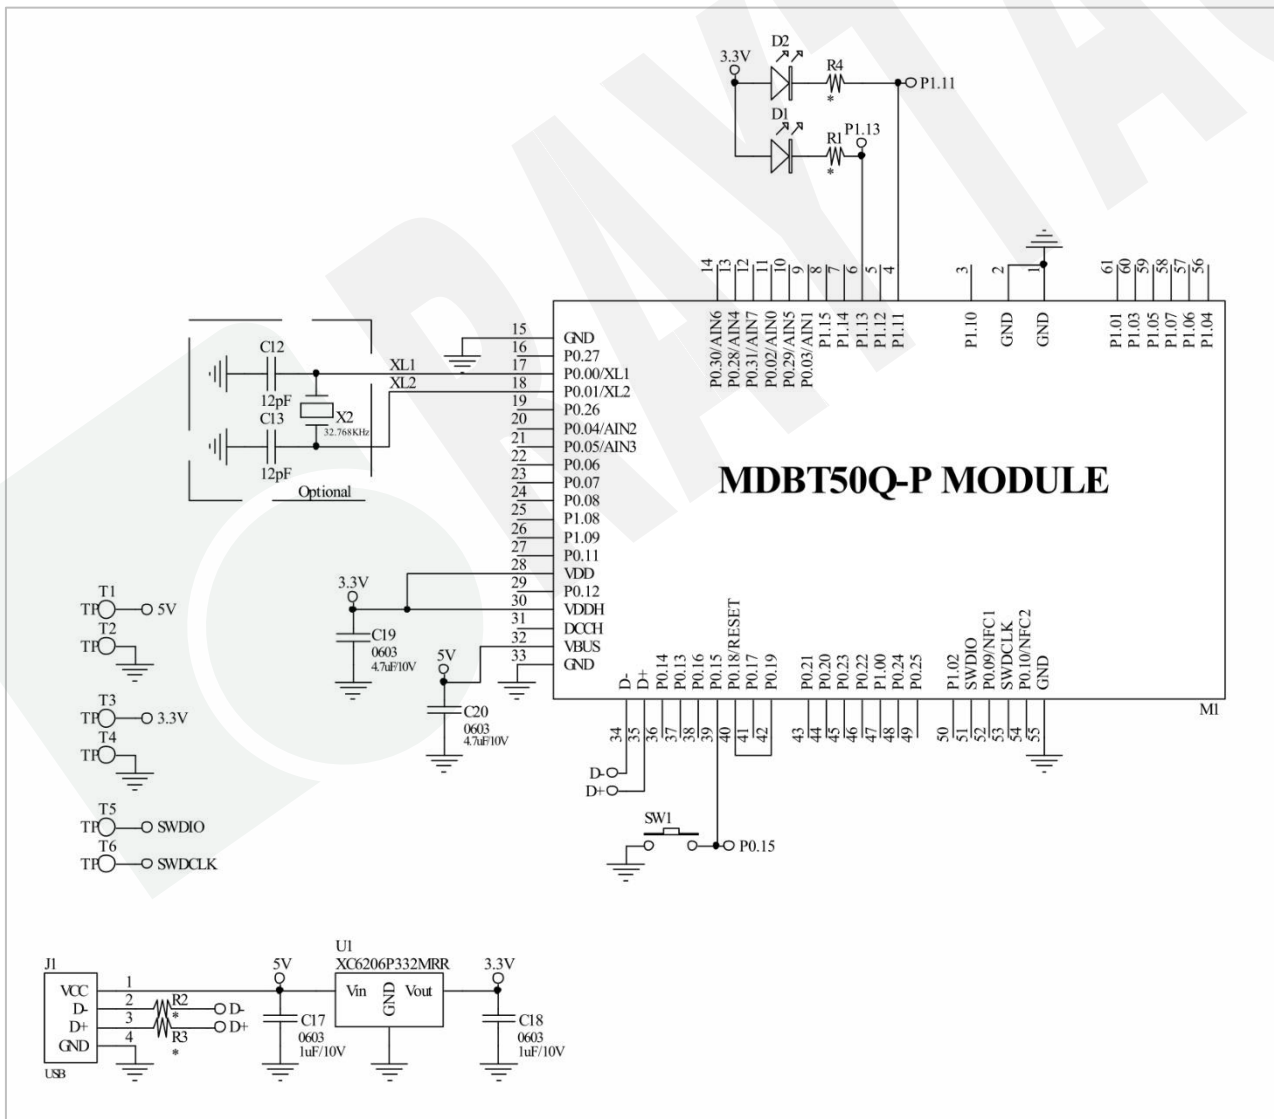 RAYTAC
D2
3.3V
R4
*
P1.11
D1
P1.13
R1
*
14
13
12
11
10
9
8
7
6
5
4
3
2
1
61
60
59
58
57
56
P0.30/AIN6
P0.28/AIN4
P0.31/AIN7
P0.02/AIN0
P0.29/AIN5
P0.03/AIN1
P1.15
P1.14
P1.13
P1.12
P1.11
P1.10
GND
GND
P1.01
P1.03
P1.05
P1.07
P1.06
P1.04
15 GND
16 P0.27
17 P0.00/XL1
18 P0.01/XL2
19 P0.26
20 P0.04/AIN2
21 P0.05/AIN3
22 P0.06
23 P0.07
24 P0.08
25 P1.08
26 P1.09
27 P0.11
28 VDD
29 P0.12
30 VDDH
31 DCCH
32 VBUS
33 GND
C12
12pF
XL1
XL2
C13
12pF
X2
32.768KHz
Optional
MDBT50Q-P MODULE
3.3V
C19
0603
4.7uF/10V
5V
C20
0603
4.7uF/10V
D-
D+
P0.14
P0.13
P0.16
P0.15
P0.18/RESET
P0.17
P0.19
P0.21
P0.20
P0.23
P0.22
P1.00
P0.24
P0.25
P1.02
SWDIO
P0.09/NFC1
SWDCLK
P0.10/NFC2
GND
M1
34
35
36
37
38
39
40
41
42
43
44
45
46
47
48
49
50
51
52
53
54
55
D-
D+
SW1
P0.15
T1
TP 5V
T2
TP
T3
TP 3.3V
T4
TP
T5
TP SWDIO
T6
TP SWDCLK
J1
VCC 1
D- 2 R2 D-
*
D+ 3 R3 D+
*
GND 4
USB
5V
C17
0603
1uF/10V
U1
XC6206P332MRR
Vin GND Vout
3.3V
C18
0603
1uF/10V